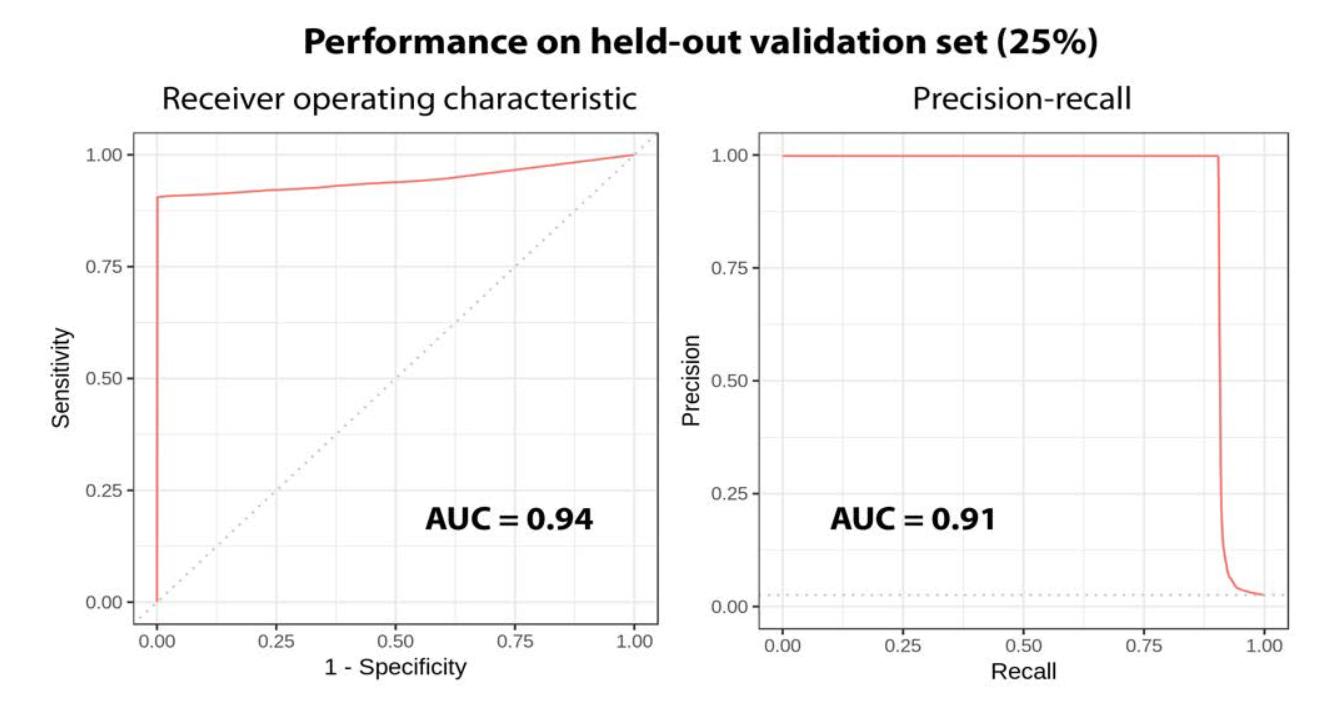 Performance on held-out validation set (25%)
Receiver operating characteristic
1.00
0.75
0.50
0.25
0.00
Sensitivity
AUC = 0.94
0.00 0.25 0.50 0.75 1.00
1 - Specificity
Precision-recall
1.00
0.75
0.50
0.25
0.00
Precision
AUC = 0.91
0.00 0.25 0.50 0.75 1.00
Recall